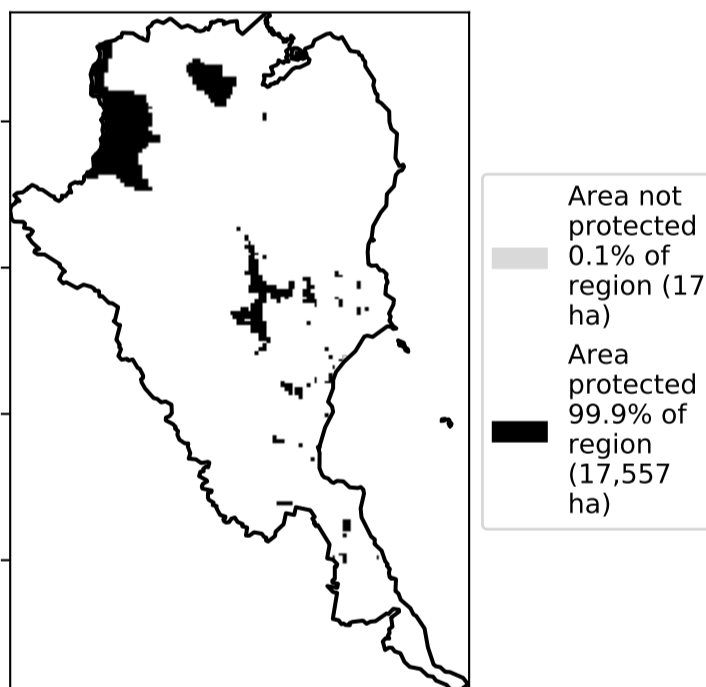 Area not
protected
0.1% of
region (17
ha)
Area
protected
99.9% of
region
(17,557
ha)